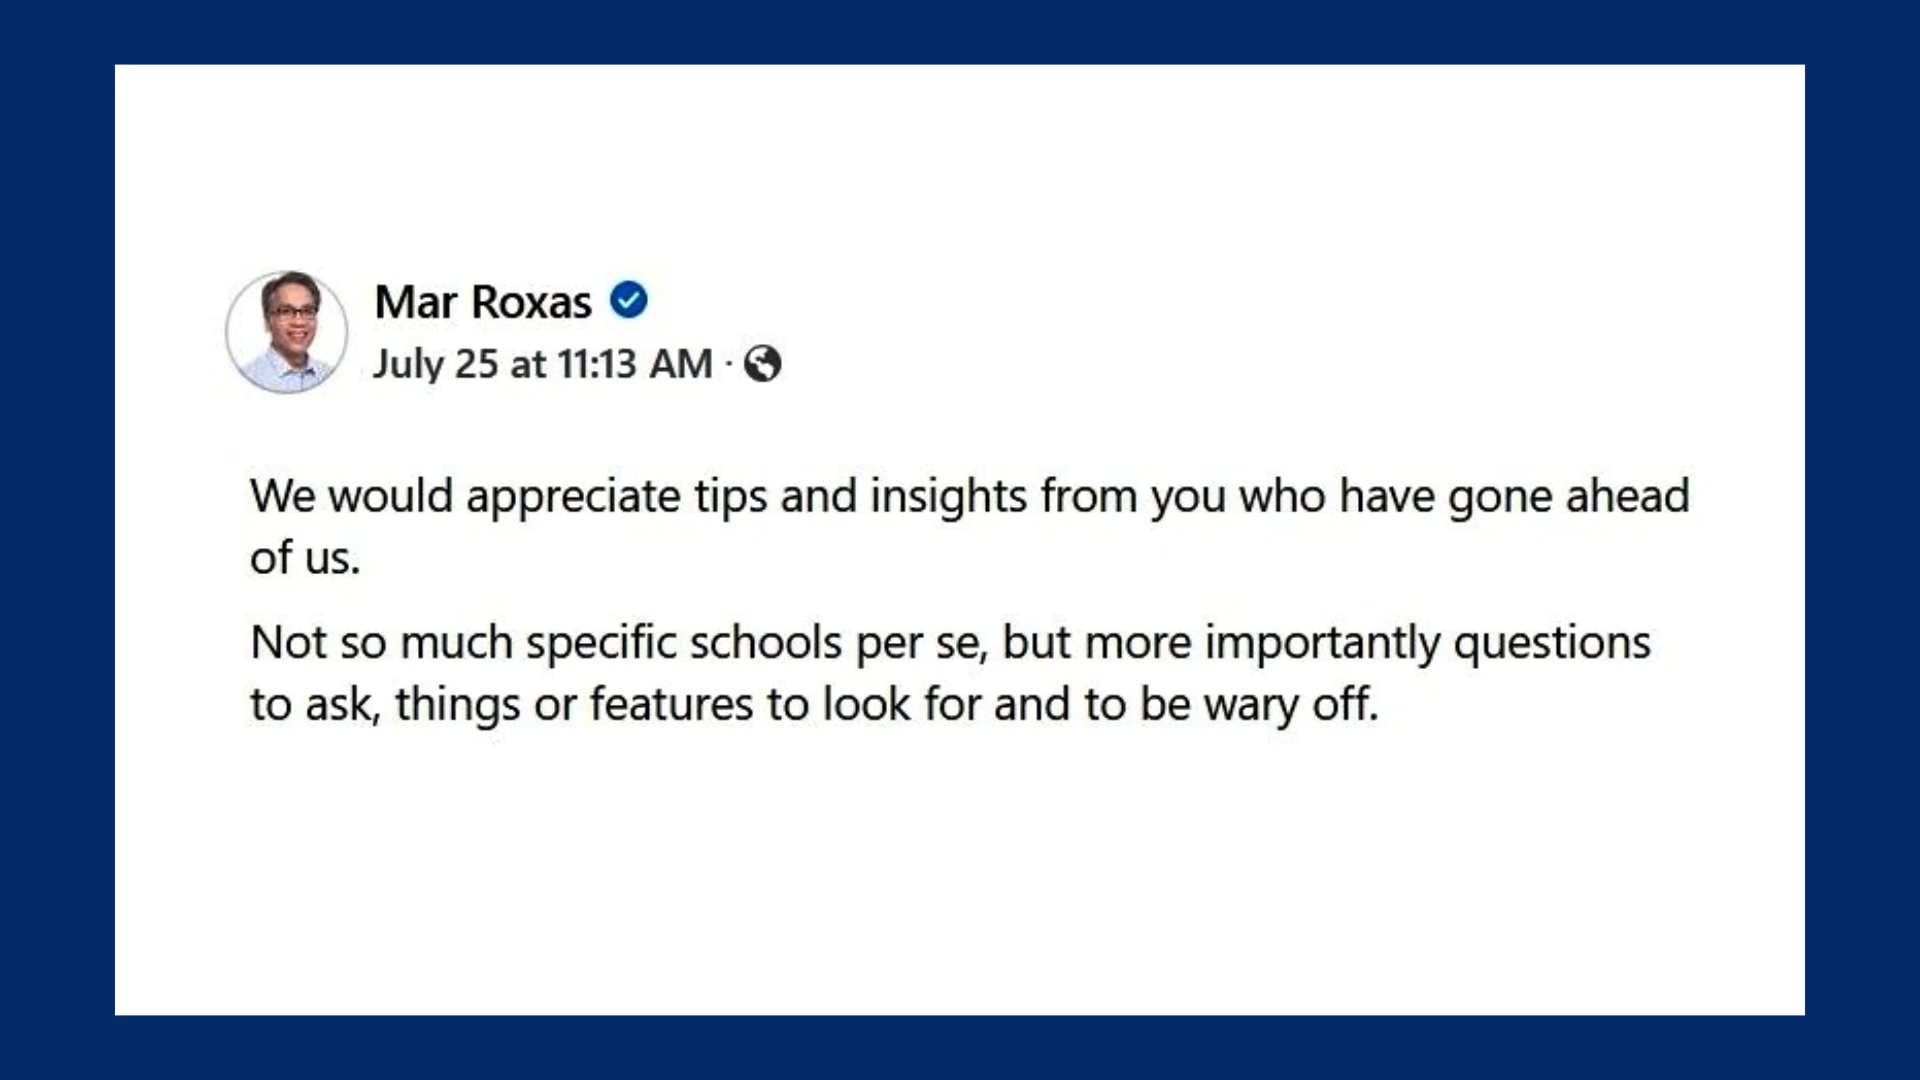 Mar Roxas
July 25 at 11:13 AM ·
We would appreciate tips and insights from you who have gone ahead
of us.
Not so much specific schools per se, but more importantly questions
to ask, things or features to look for and to be wary off.